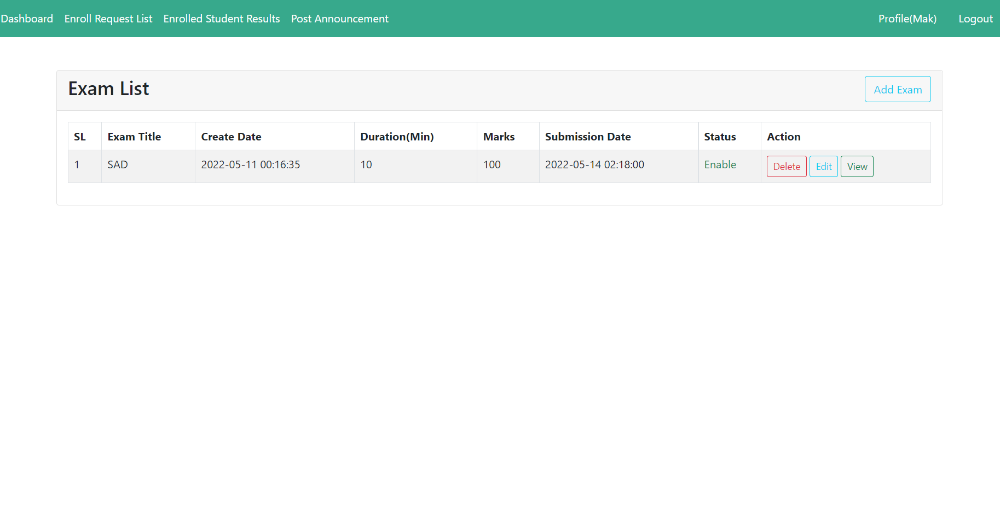 Dashboard Enroll Request List Enrolled Student Results Post Announcement Profile(Mak) Logout
Exam List Add Exam
SL Exam Title Create Date Duration(Min) Marks Submission Date Status Action
1 SAD 2022-05-11 00:16:35 10 100 2022-05-14 02:18:00 Enable Delete Edit View